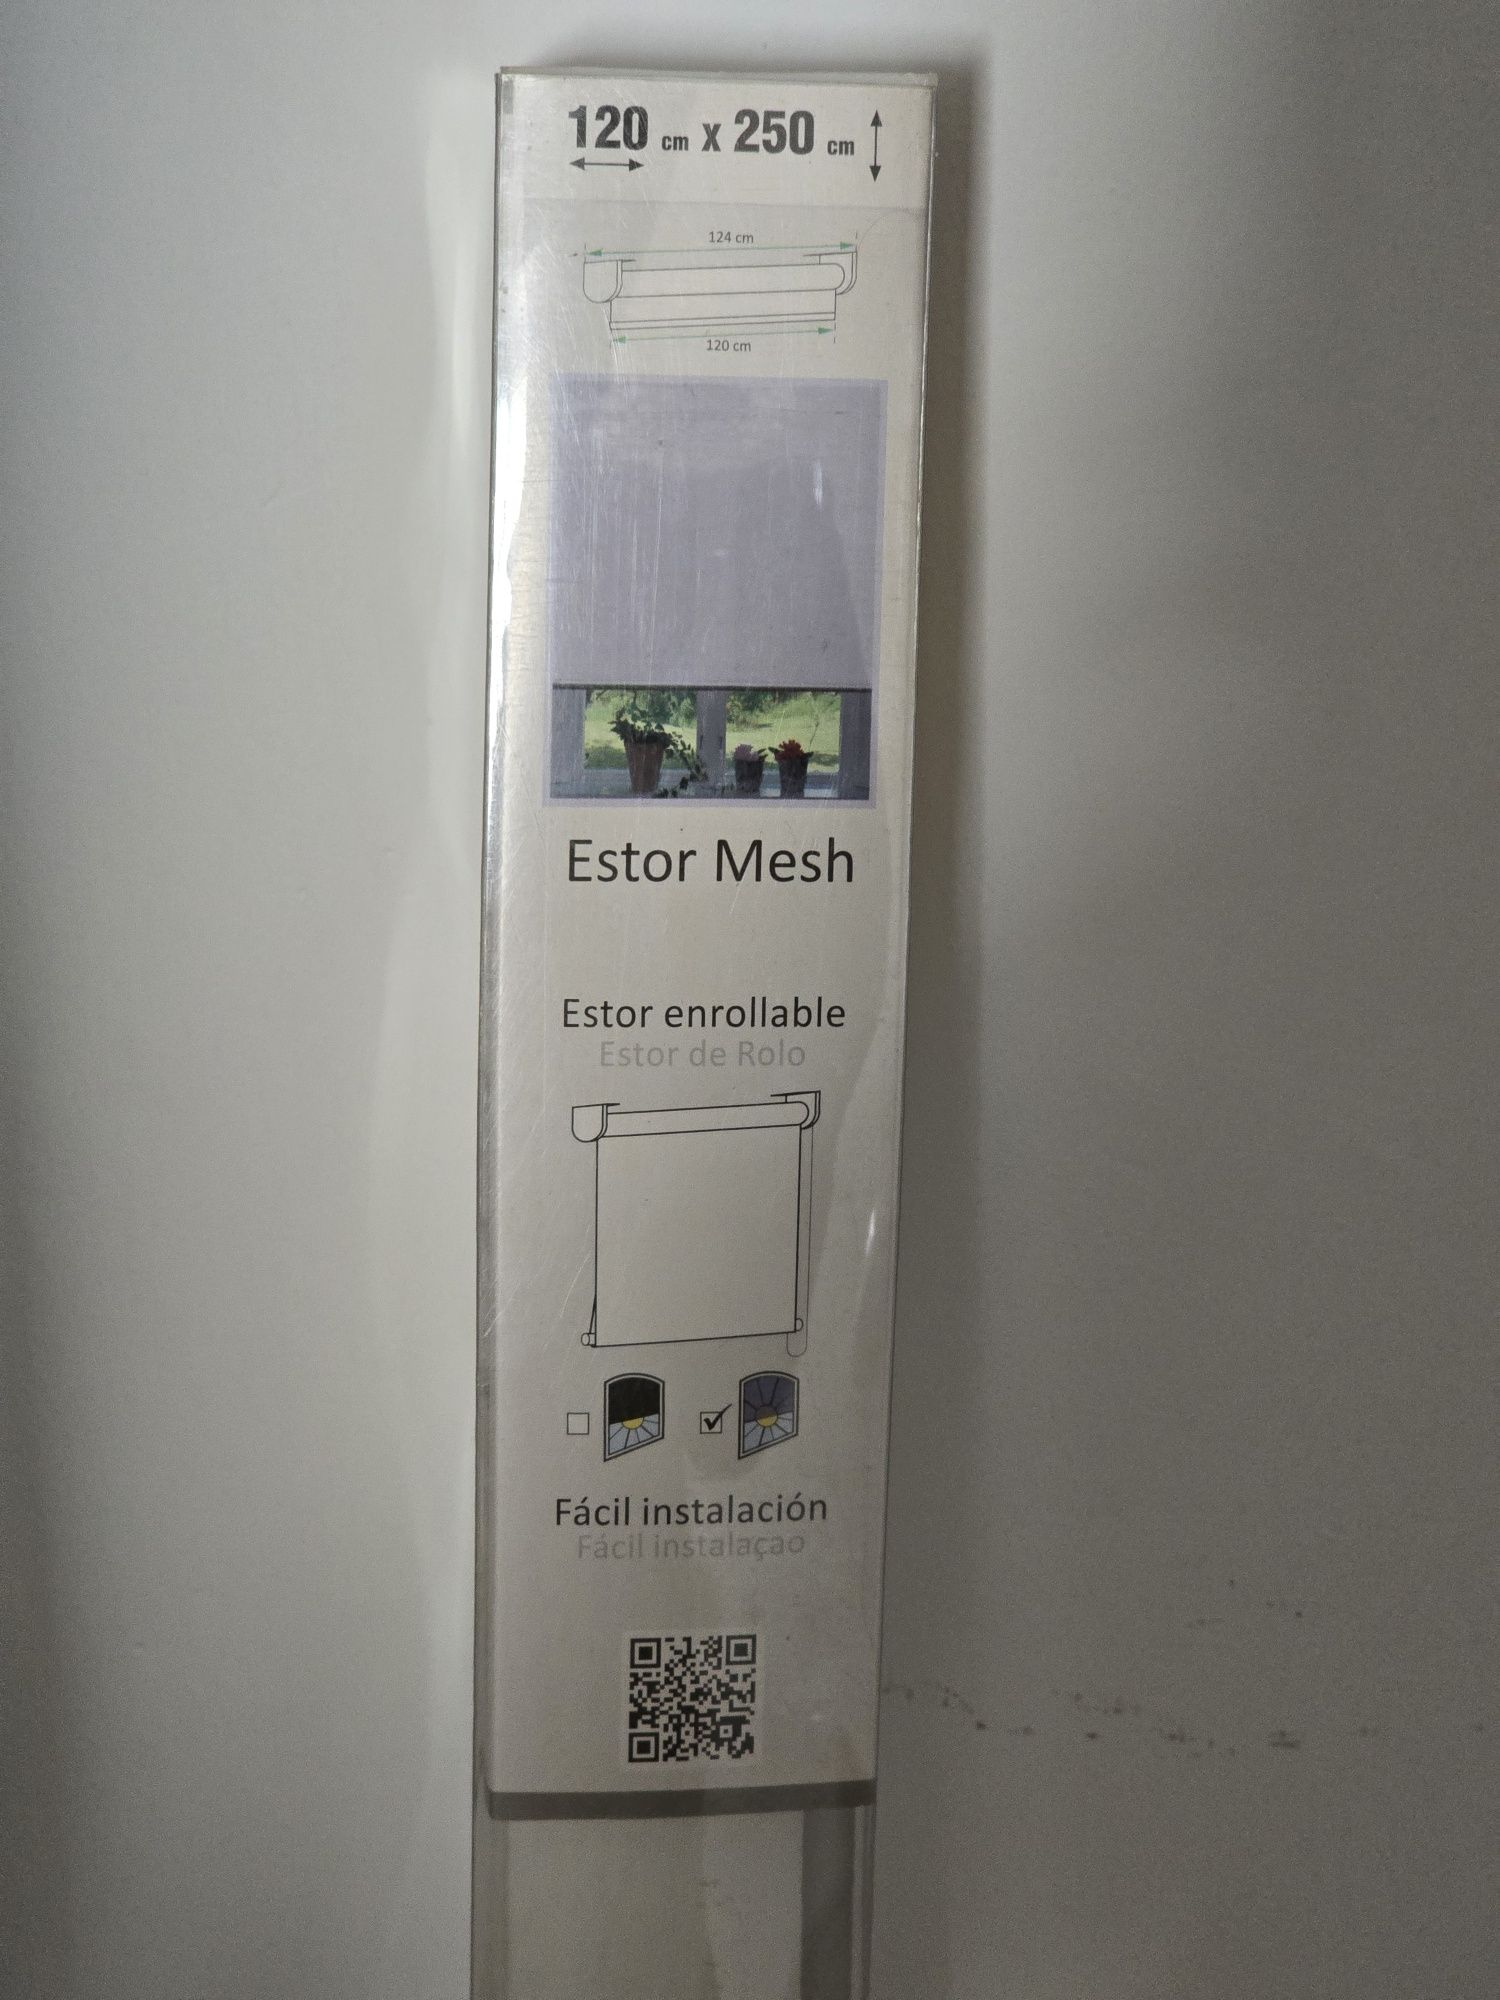 120 cm x 250 cm
124 cm
120 cm
Estor Mesh
Estor enrollable
Estor de Rolo
Fácil instalación
Fácil instalaçao